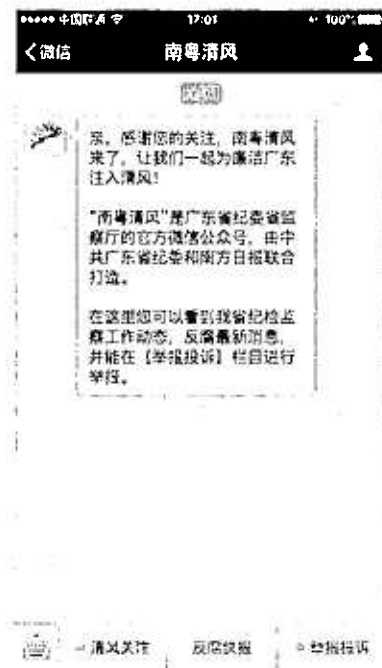 中国联通 17:01 100%
微信 南粤清风
亲，感谢您的关注，南粤清风
来了，让我们一起为廉洁广东
注入清风！
“南粤清风”是广东省纪委省监
察厅的官方微信公众号，由中
共广东省纪委和南方日报联合
打造。
在这里您可以看到我省纪检监
察工作动态，反腐最新消息，
并能在【举报投诉】栏目进行
举报。
清风关注 反腐快报 举报投诉